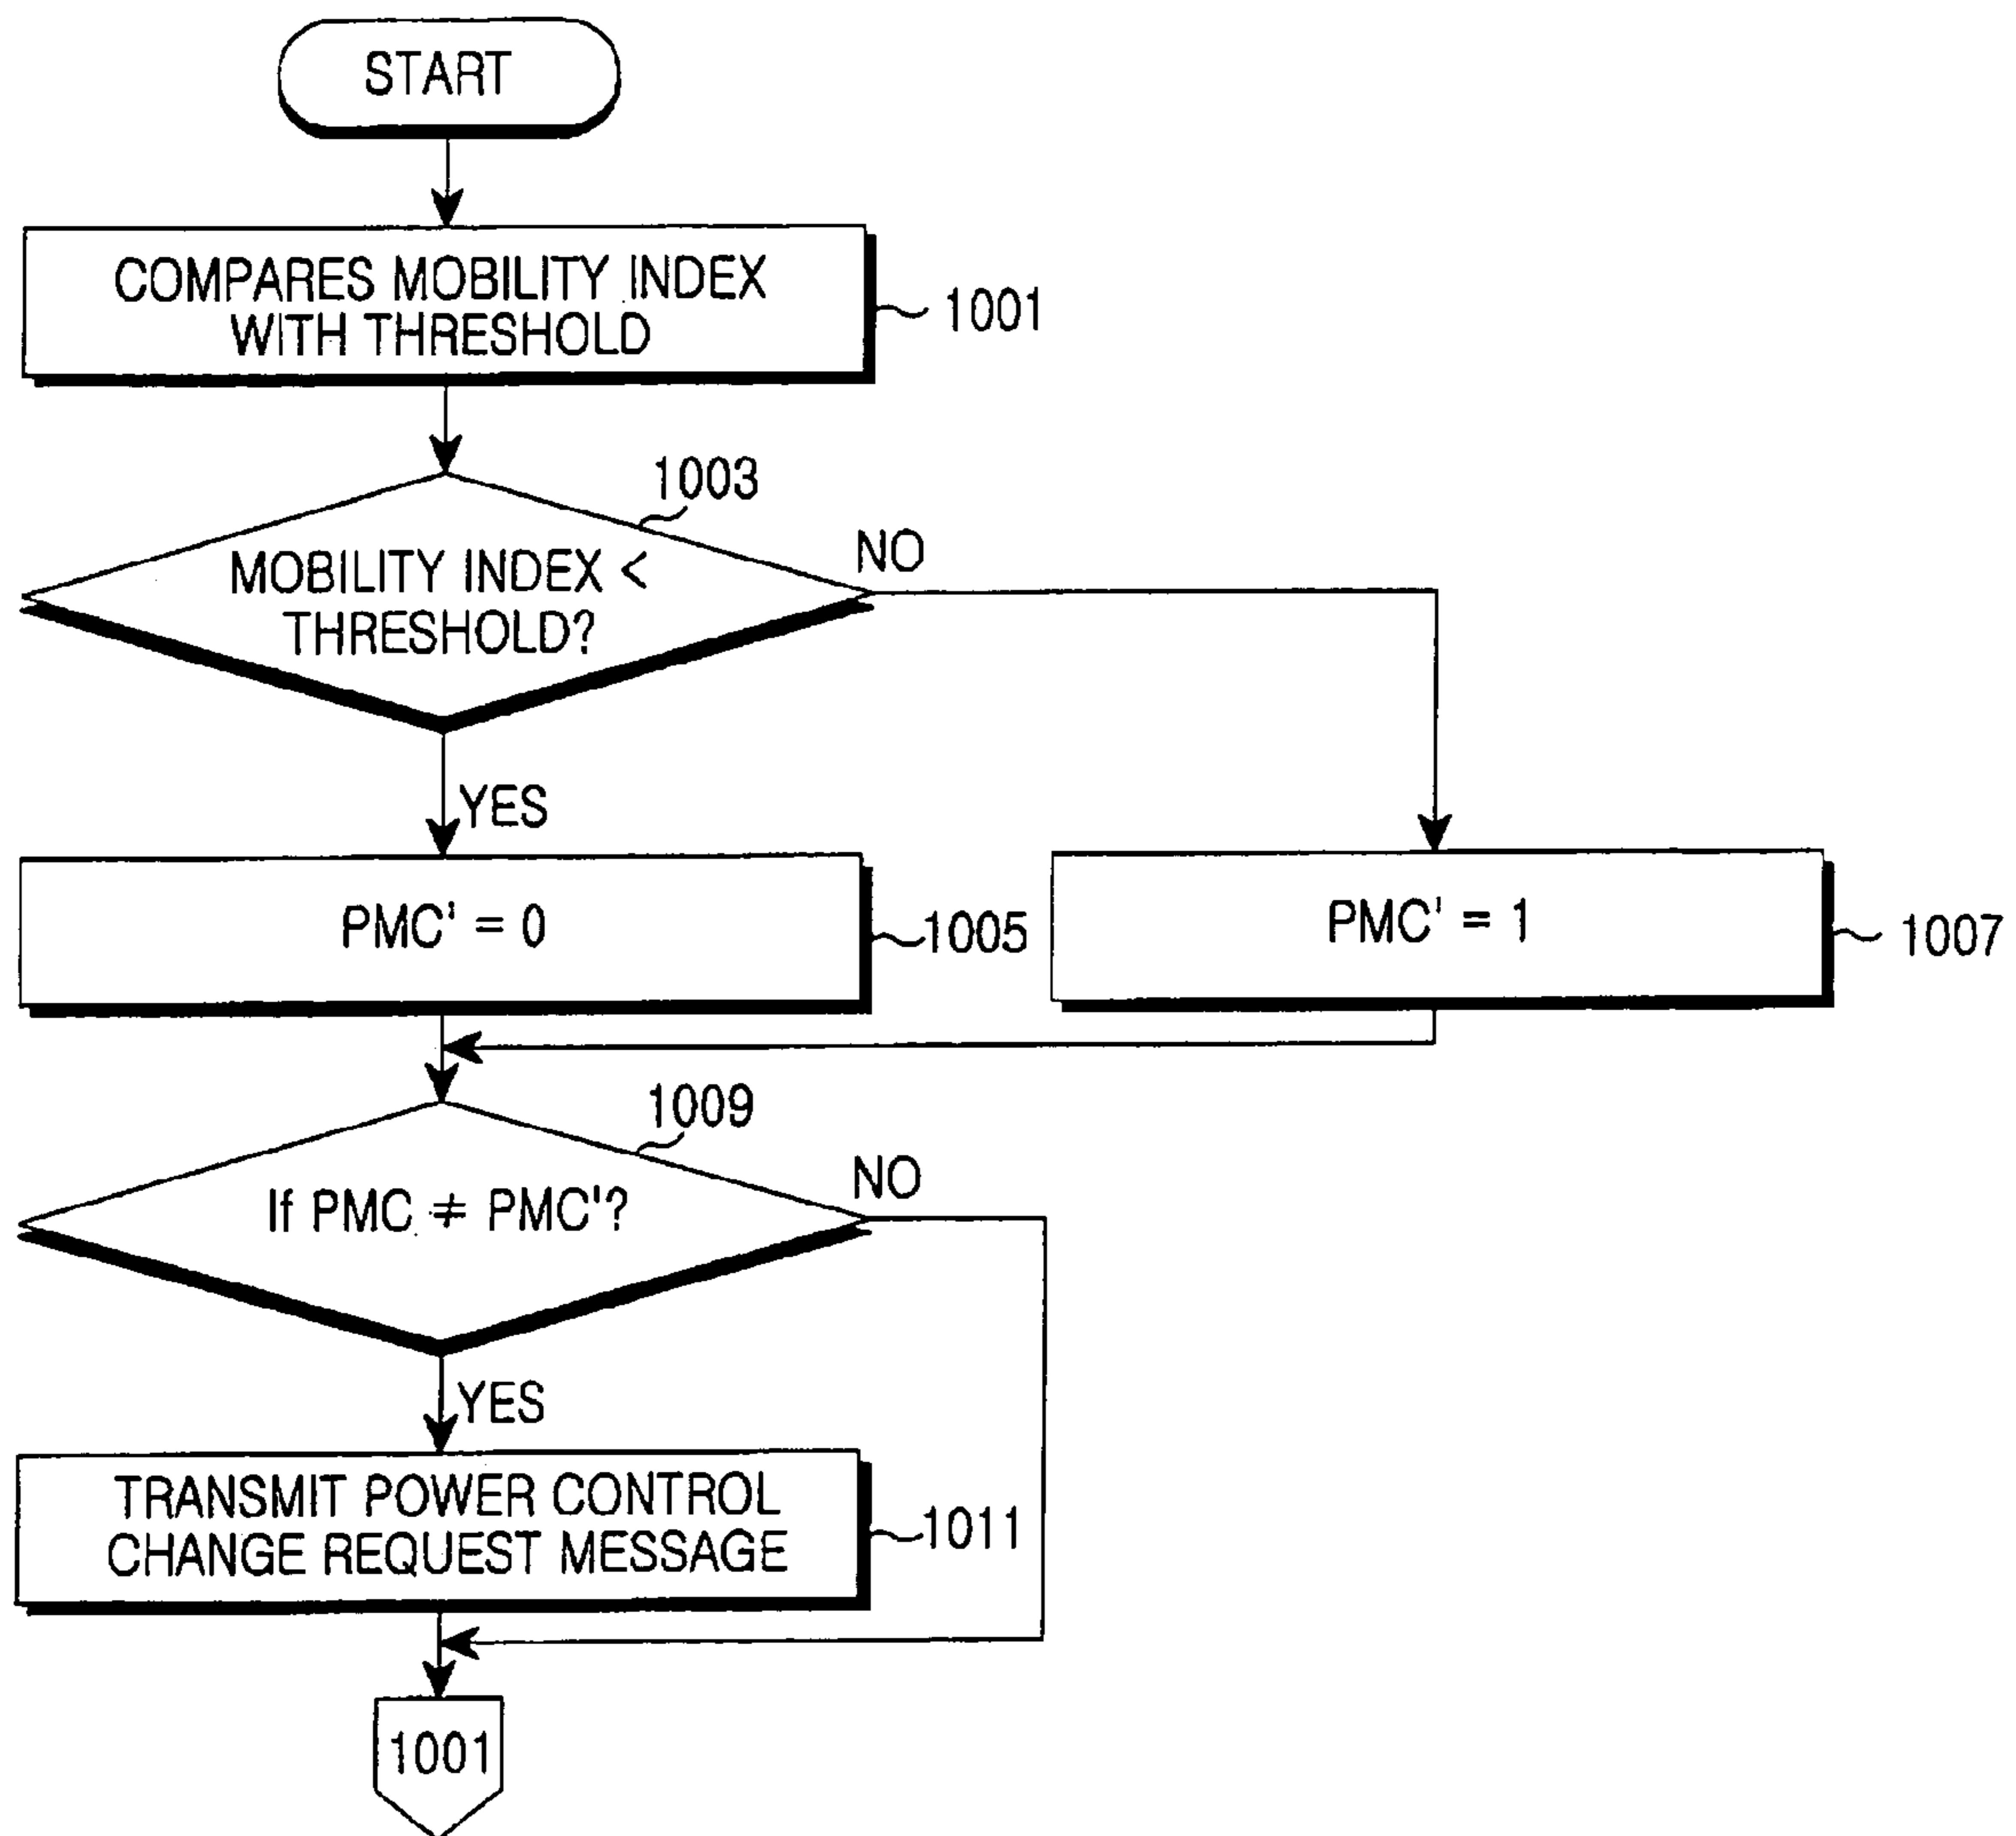 START
COMPARES MOBILITY INDEX
WITH THRESHOLD
1001
1003
MOBILITY INDEX <
THRESHOLD?
NO
YES
PMC' = 0
1005
PMC' = 1
1007
1009
If PMC ≠ PMC'?
NO
YES
TRANSMIT POWER CONTROL
CHANGE REQUEST MESSAGE
1011
1001